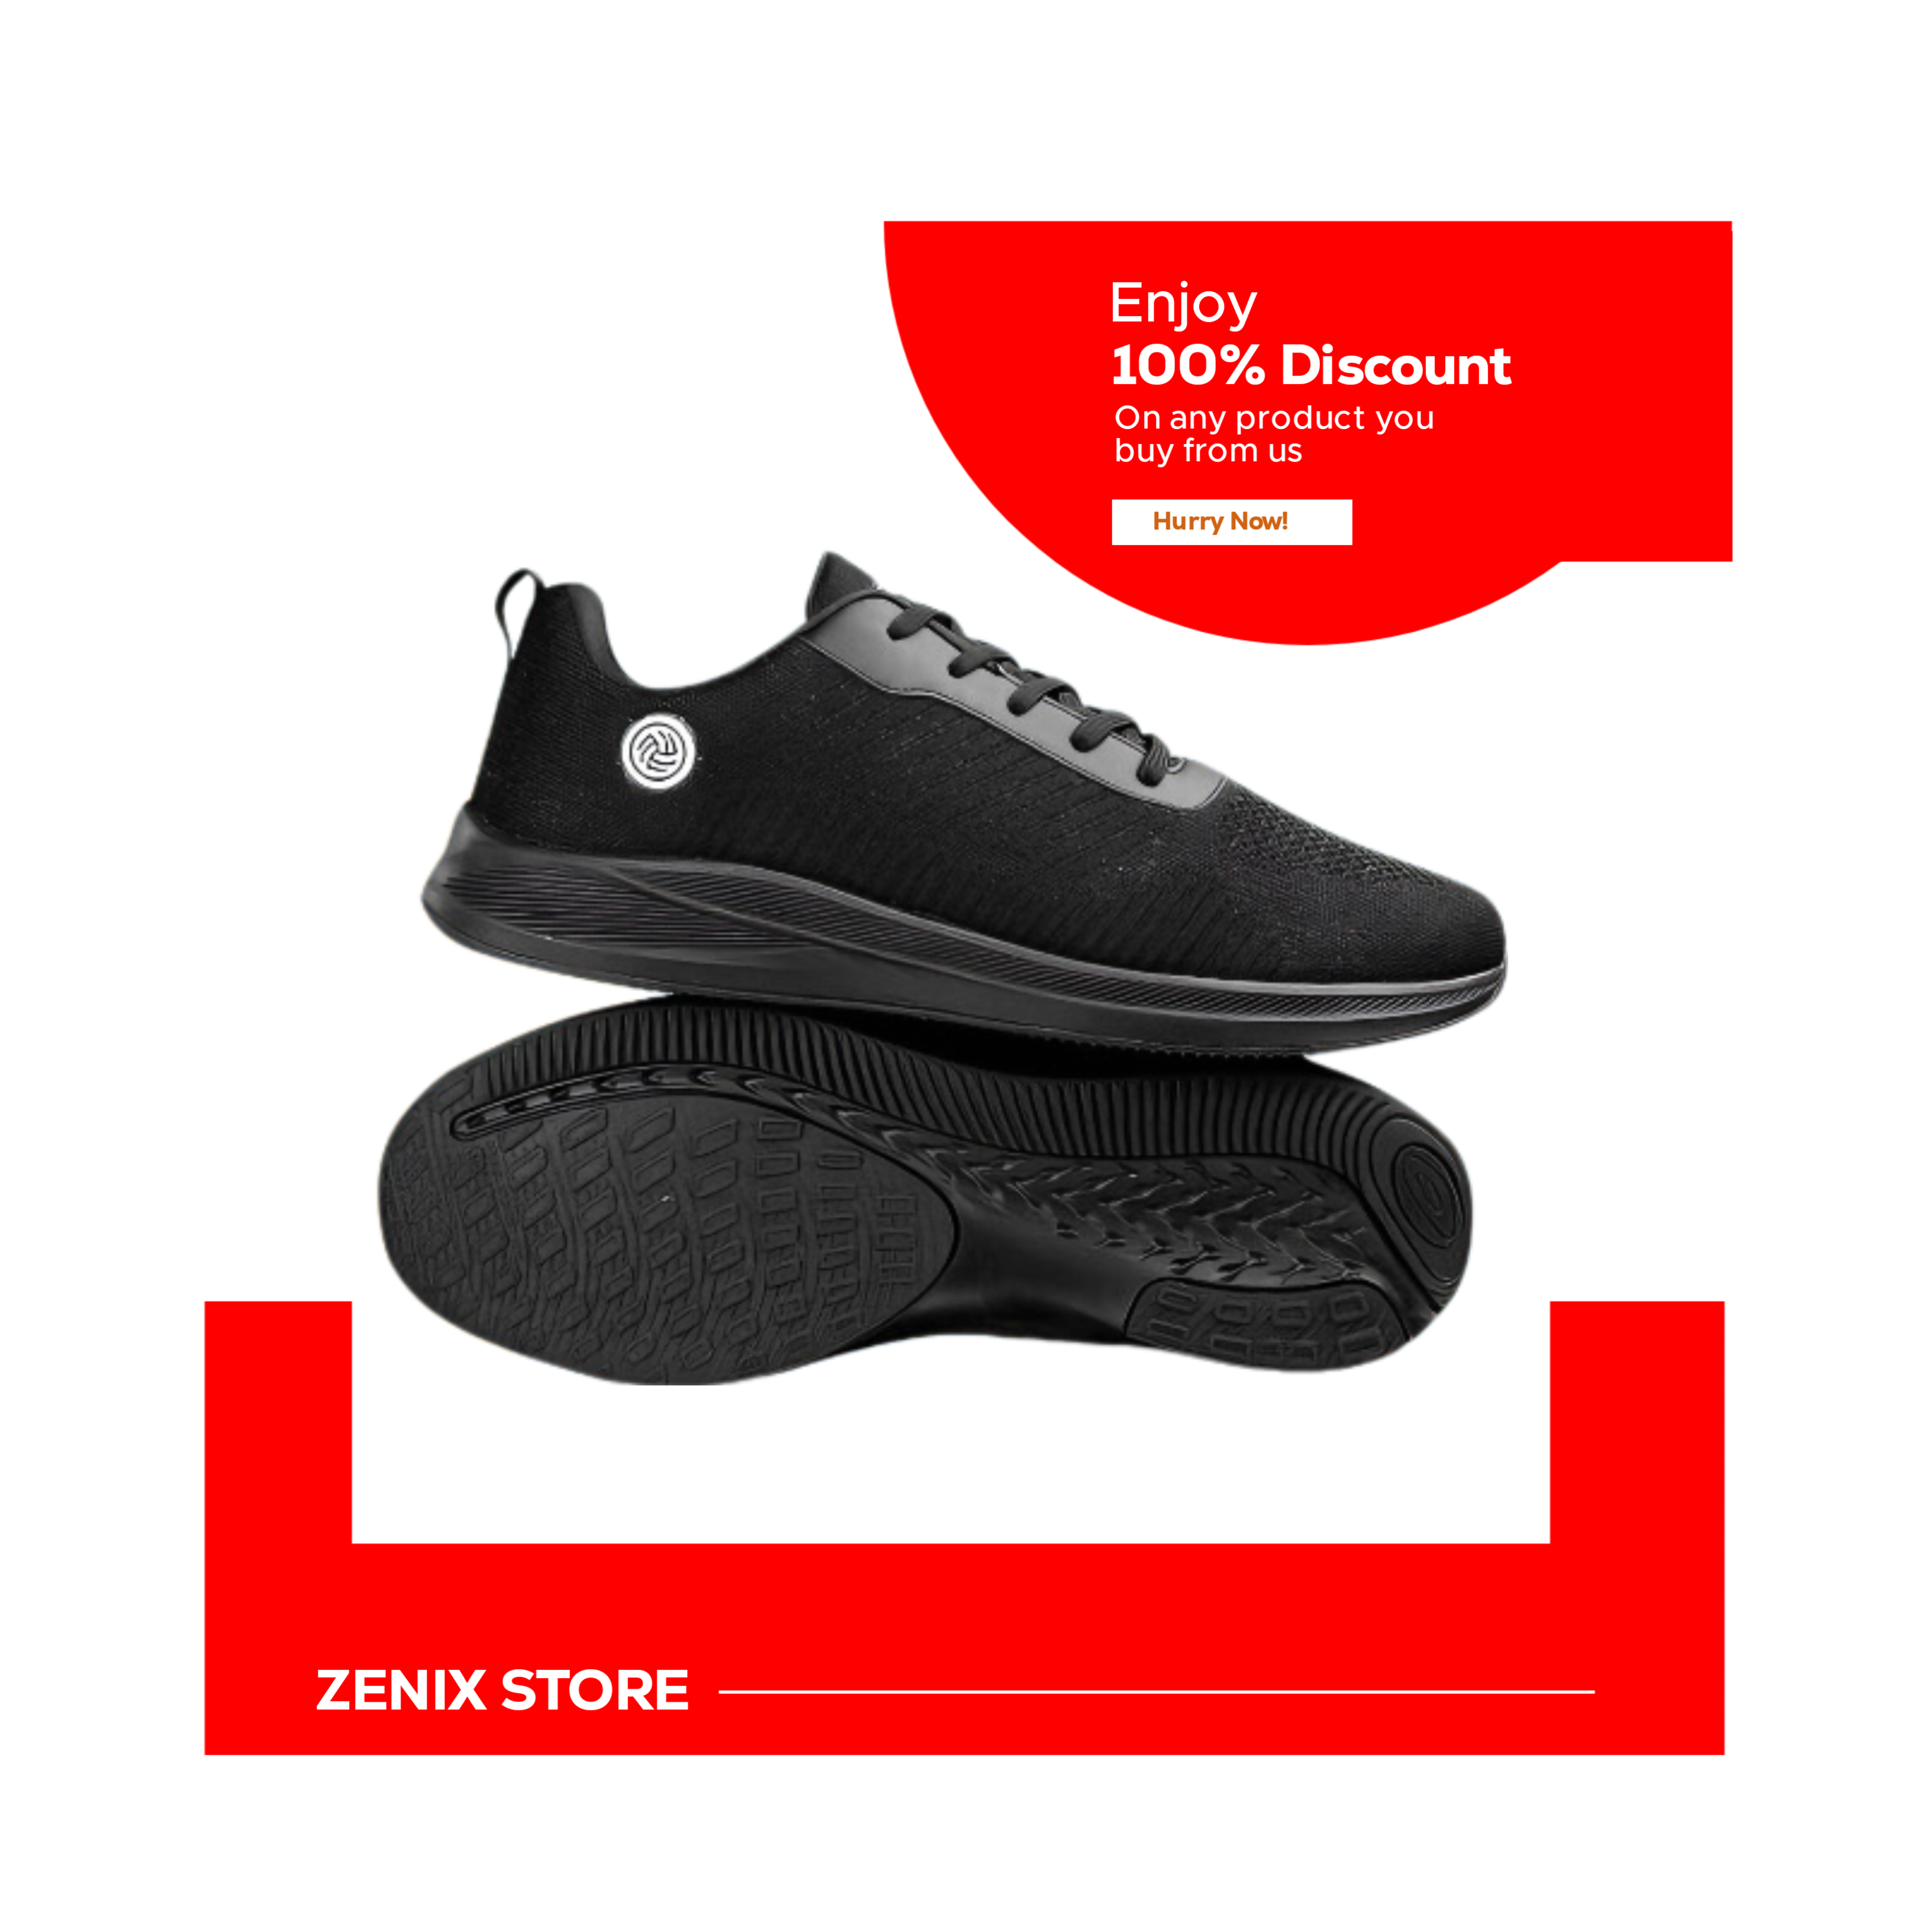 Enjoy
100% Discount
On any product you
buy from us
Hurry Now!
ZENIX STORE